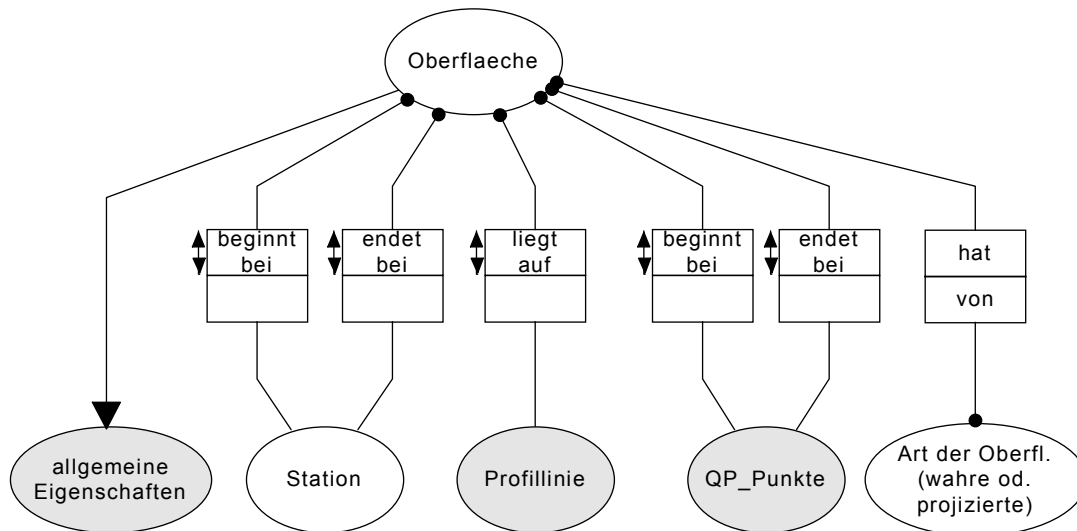 Oberflaeche
beginnt
bei
endet
bei
liegt
auf
beginnt
bei
endet
bei
hat
von
allgemeine
Eigenschaften
Station
Profillinie
QP_Punkte
Art der Oberfl.
(wahre od.
projizierte)